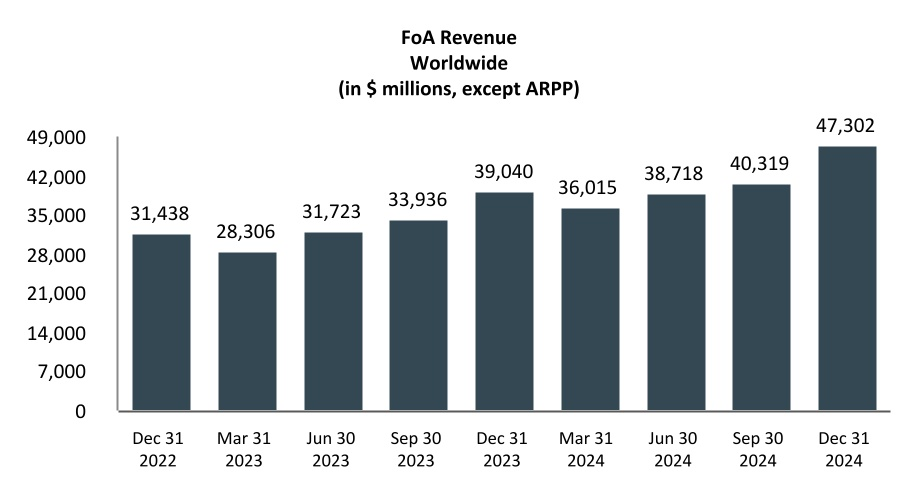 FoA Revenue
Worldwide
(in $ millions, except ARPP)
49,000
42,000
35,000
28,000
21,000
14,000
7,000
0
31,438
28,306
31,723
33,936
39,040
36,015
38,718
40,319
47,302
Dec 31
2022
Mar 31
2023
Jun 30
2023
Sep 30
2023
Dec 31
2023
Mar 31
2024
Jun 30
2024
Sep 30
2024
Dec 31
2024